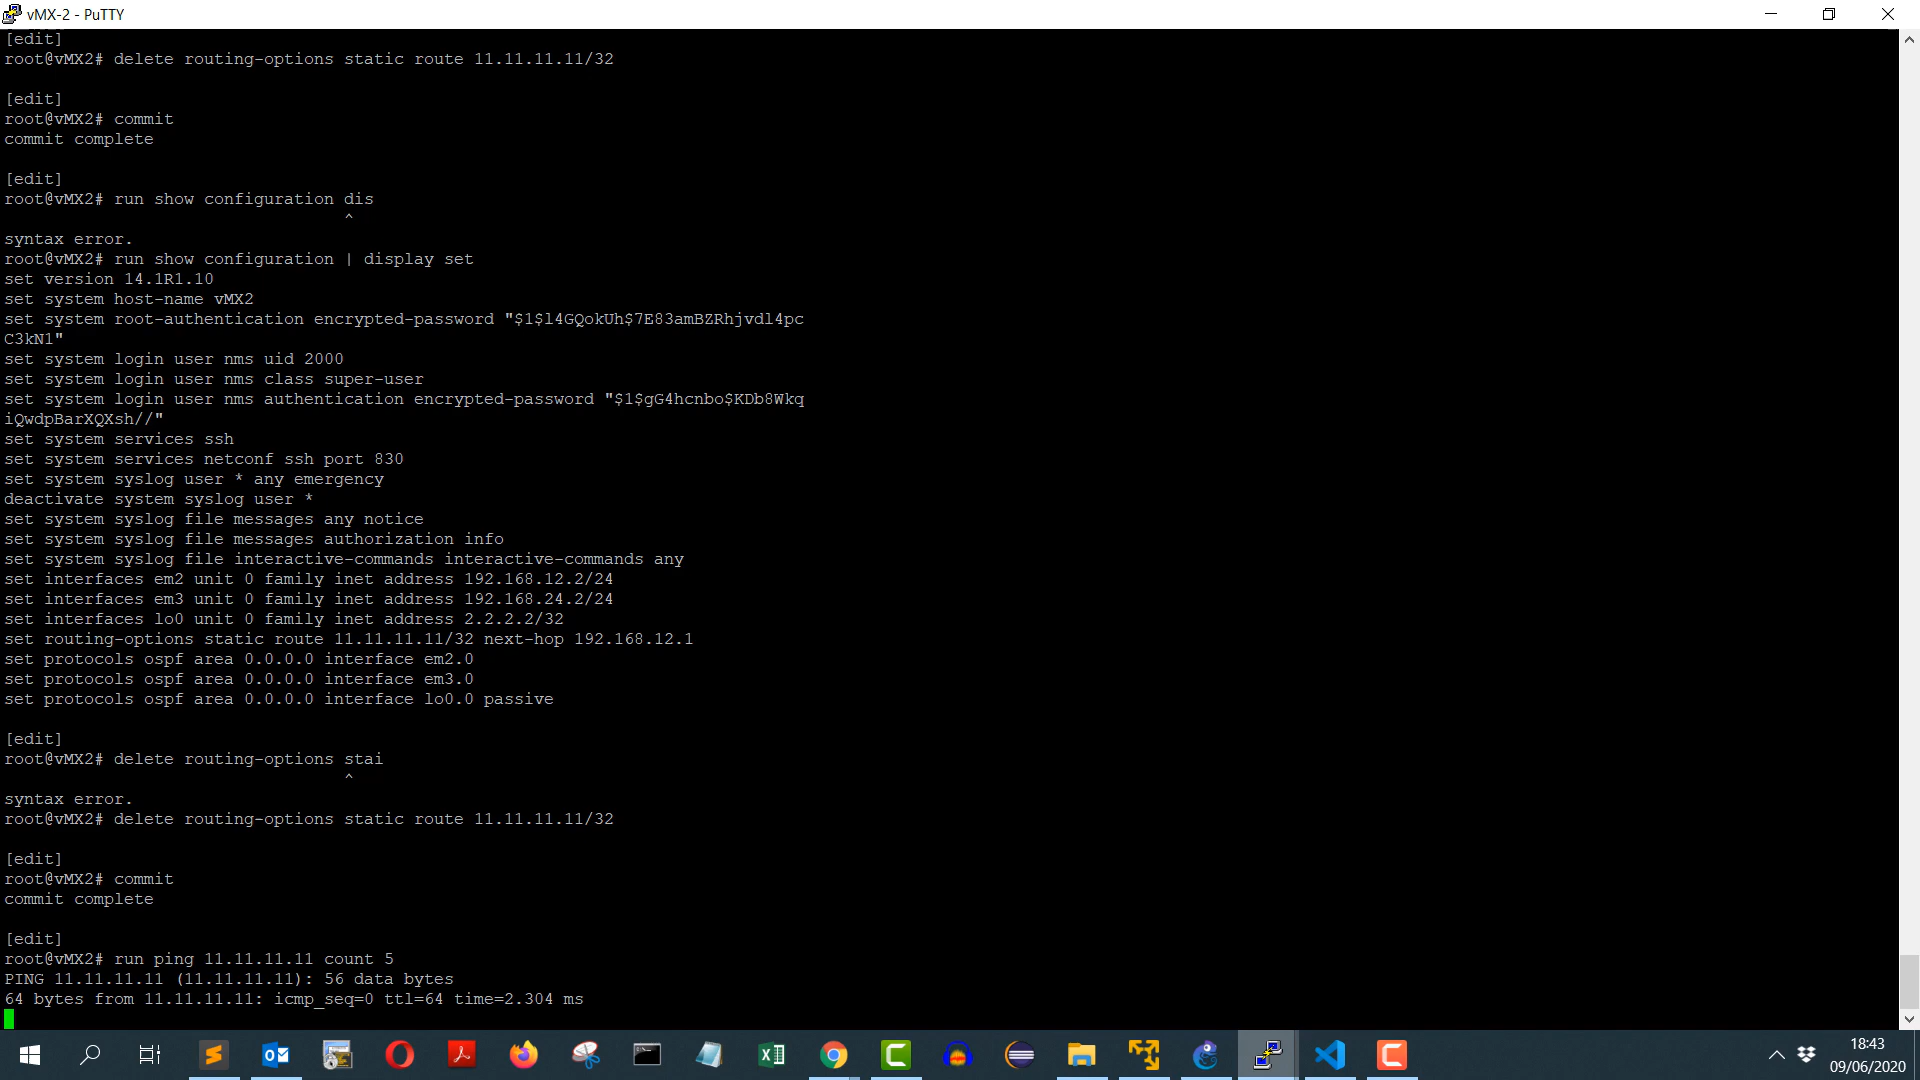 vMX-2 - PuTTY
[edit]
root@vMX2# delete routing-options static route 11.11.11.11/32
[edit]
root@vMX2# commit
commit complete
[edit]
root@vMX2# run show configuration dis
^
syntax error.
root@vMX2# run show configuration | display set
set version 14.1R1.10
set system host-name vMX2
set system root-authentication encrypted-password "$1$l4GQokUh$7E83amBZRhjvdl4pc
C3kN1"
set system login user nms uid 2000
set system login user nms class super-user
set system login user nms authentication encrypted-password "$1$gG4hcnbo$KDb8Wkq
iQwdpBarXQXsh//"
set system services ssh
set system services netconf ssh port 830
set system syslog user * any emergency
deactivate system syslog user *
set system syslog file messages any notice
set system syslog file messages authorization info
set system syslog file interactive-commands interactive-commands any
set interfaces em2 unit 0 family inet address 192.168.12.2/24
set interfaces em3 unit 0 family inet address 192.168.24.2/24
set interfaces lo0 unit 0 family inet address 2.2.2.2/32
set routing-options static route 11.11.11.11/32 next-hop 192.168.12.1
set protocols ospf area 0.0.0.0 interface em2.0
set protocols ospf area 0.0.0.0 interface em3.0
set protocols ospf area 0.0.0.0 interface lo0.0 passive
[edit]
root@vMX2# delete routing-options stai
^
syntax error.
root@vMX2# delete routing-options static route 11.11.11.11/32
[edit]
root@vMX2# commit
commit complete
[edit]
root@vMX2# run ping 11.11.11.11 count 5
PING 11.11.11.11 (11.11.11.11): 56 data bytes
64 bytes from 11.11.11.11: icmp_seq=0 ttl=64 time=2.304 ms
18:43
09/06/2020